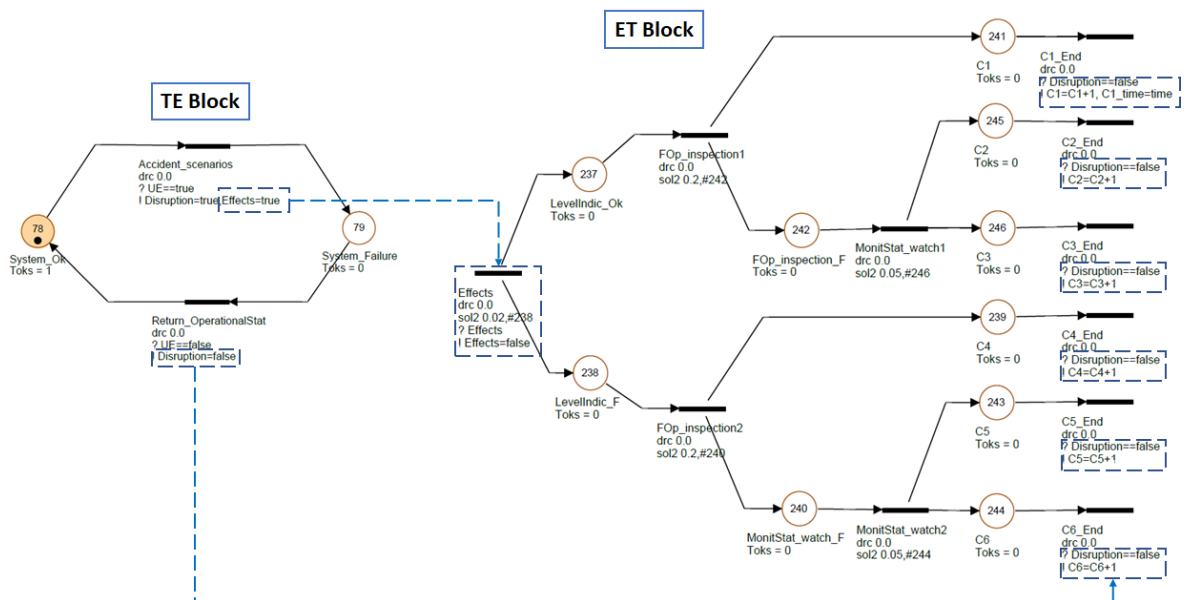 ET Block
TE Block
241
C1
Toks = 0
C1_End
drc 0.0
? Disruption==false
! C1=C1+1, C1_time=time
245
C2
Toks = 0
C2_End
drc 0.0
? Disruption==false
! C2=C2+1
Accident_scenarios
drc 0.0
? UE==true
! Disruption=true,Effects=true
78
System_Ok
Toks = 1
79
System_Failure
Toks = 0
Return_OperationalStat
drc 0.0
? UE==false
! Disruption=false
Effects
drc 0.0
sol2 0.02,#238
? Effects
! Effects=false
237
LevelIndic_Ok
Toks = 0
FOp_inspection1
drc 0.0
sol2 0.2,#242
242
FOp_inspection_F
Toks = 0
MonitStat_watch1
drc 0.0
sol2 0.05,#246
246
C3
Toks = 0
C3_End
drc 0.0
? Disruption==false
! C3=C3+1
238
LevelIndic_F
Toks = 0
FOp_inspection2
drc 0.0
sol2 0.2,#240
239
C4
Toks = 0
C4_End
drc 0.0
? Disruption==false
! C4=C4+1
243
C5
Toks = 0
C5_End
drc 0.0
? Disruption==false
! C5=C5+1
240
MonitStat_watch_F
Toks = 0
MonitStat_watch2
drc 0.0
sol2 0.05,#244
244
C6
Toks = 0
C6_End
drc 0.0
? Disruption==false
! C6=C6+1